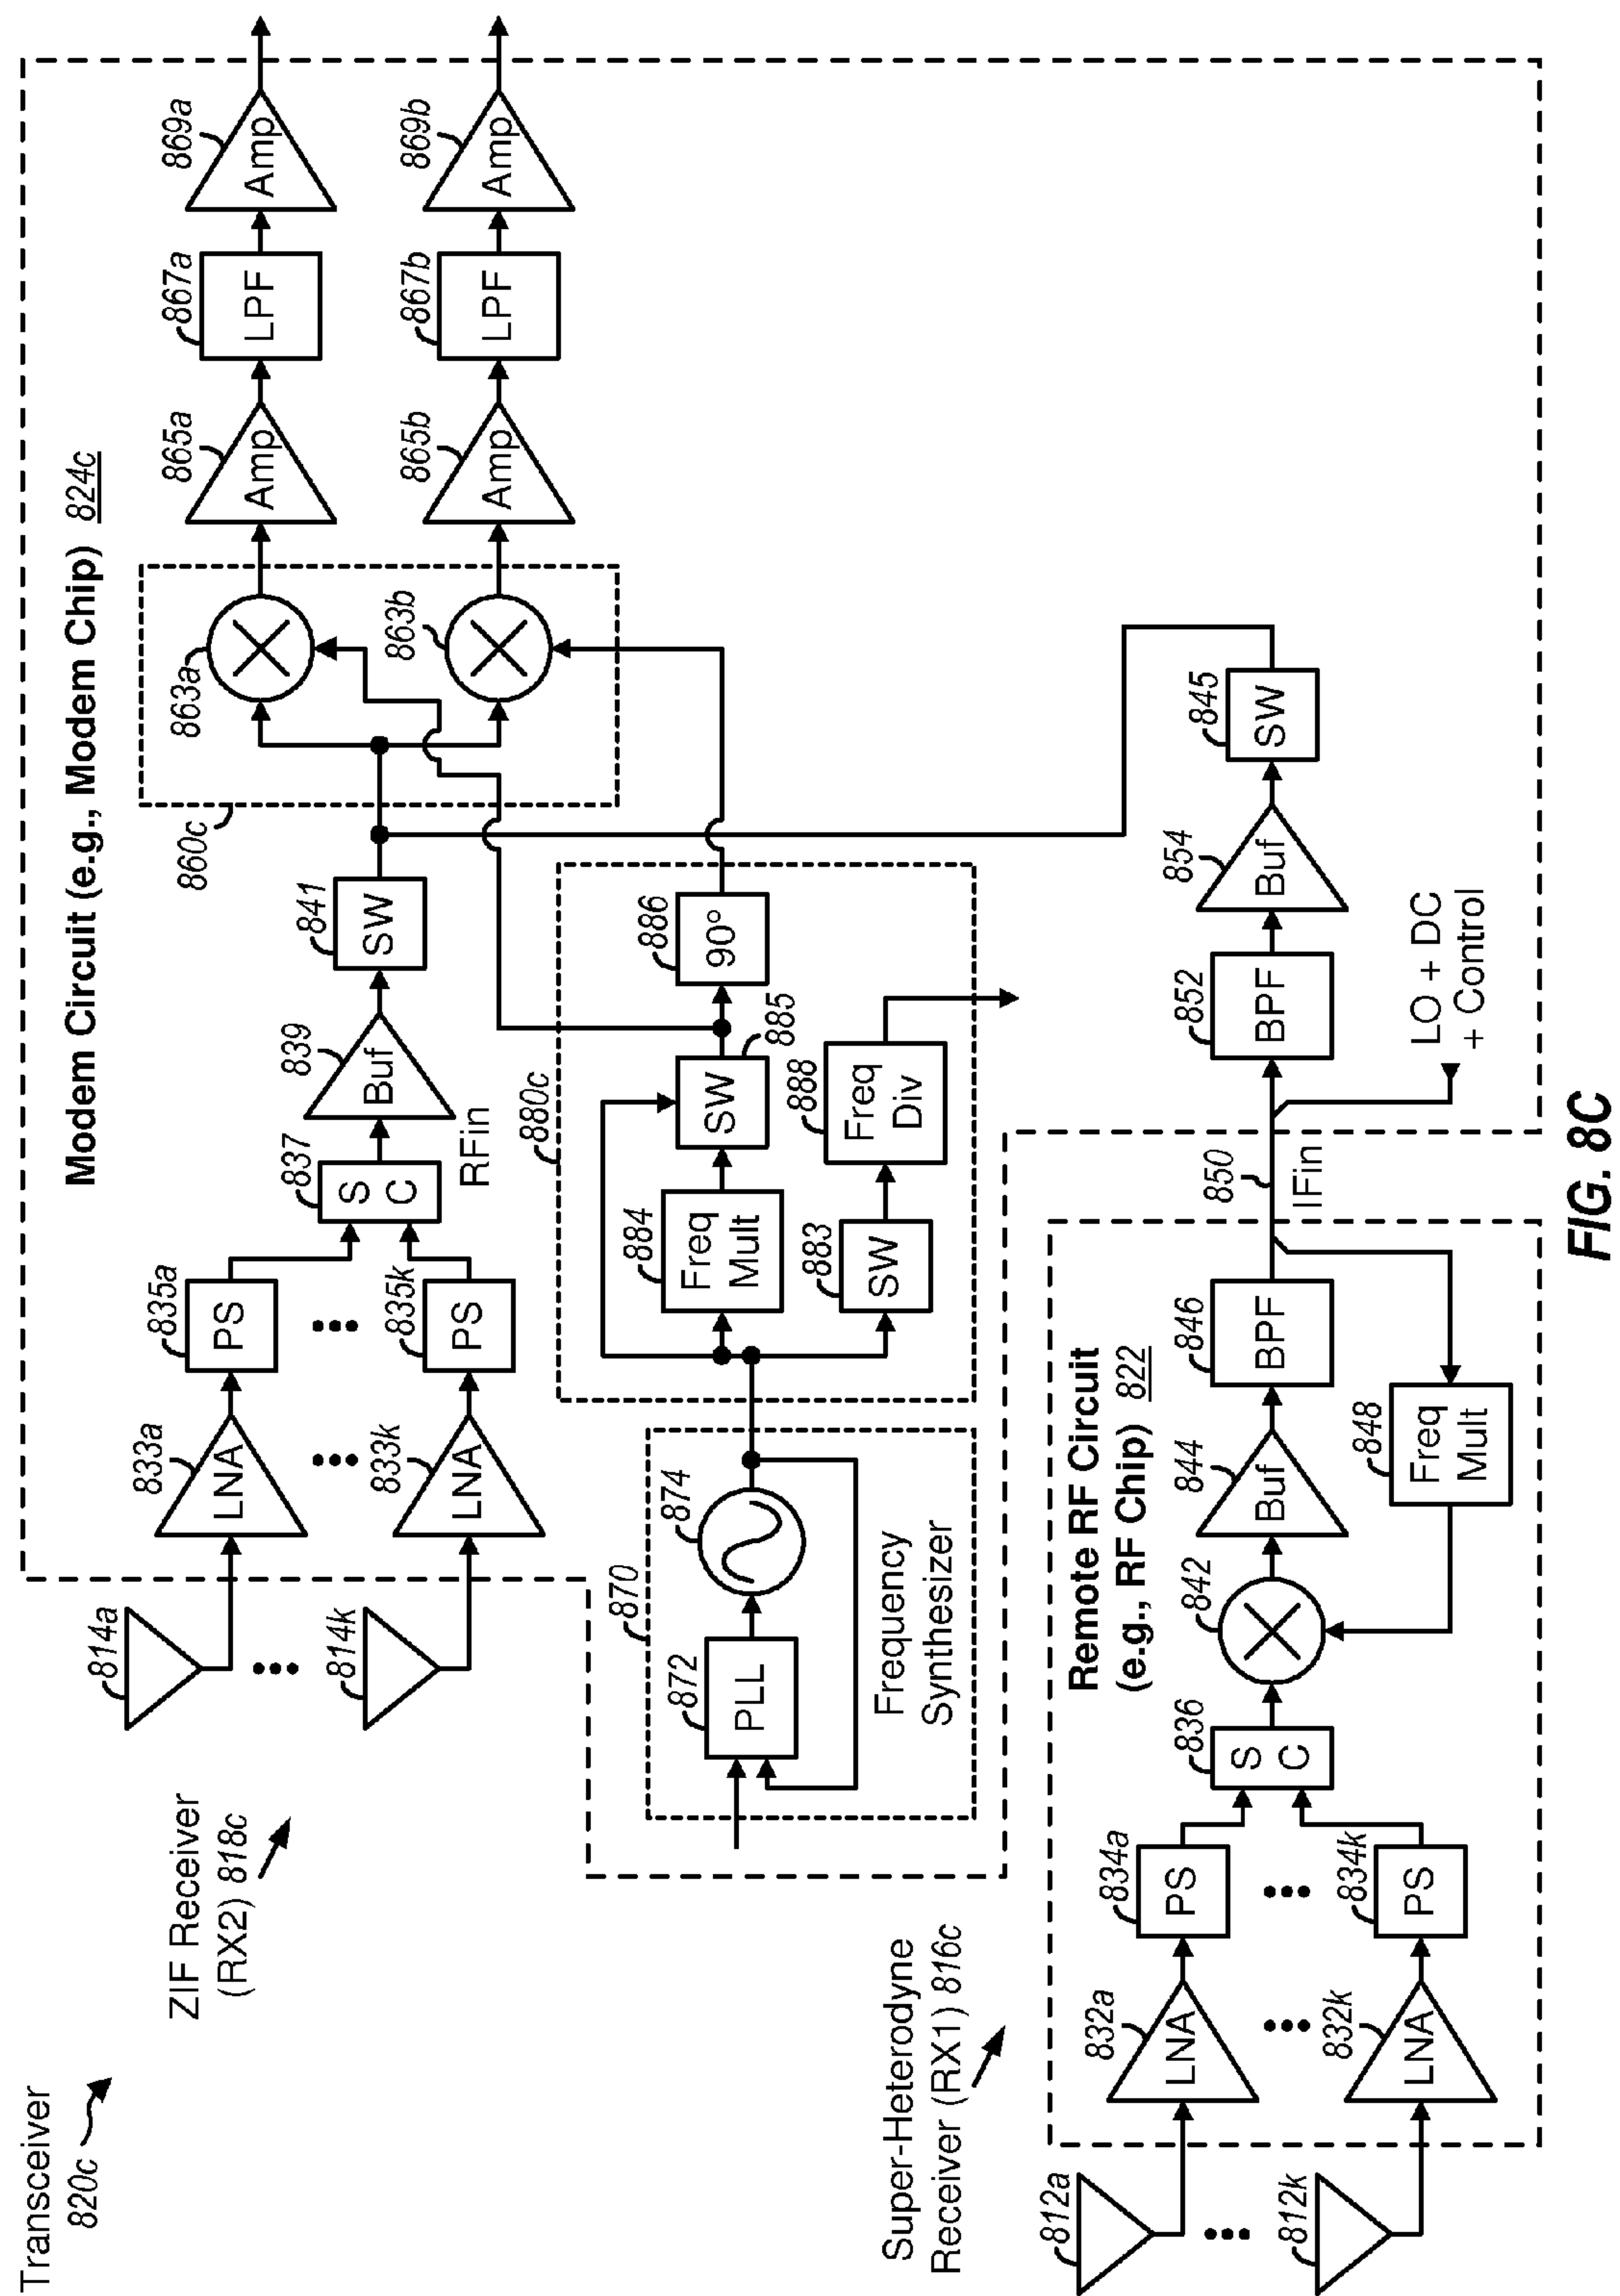 Transceiver
820c
ZIF Receiver
(RX2) 818c
814a
814k
Modem Circuit (e.g., Modem Chip) 824c
833a
LNA
835a
PS
833k
LNA
835k
PS
837
S
C
RFin
839
Buf
841
SW
860c
863a
863b
865a
Amp
867a
LPF
869a
Amp
865b
Amp
867b
LPF
869b
Amp
870
872
PLL
874
Frequency
Synthesizer
880c
884
Freq
Mult
885
SW
886
90°
883
SW
888
Freq
Div
Super-Heterodyne
Receiver (RX1) 816c
812a
812k
Remote RF Circuit
(e.g., RF Chip) 822
832a
LNA
834a
PS
832k
LNA
834k
PS
836
S
C
842
844
Buf
846
BPF
848
Freq
Mult
850
IFin
852
BPF
854
Buf
845
SW
LO + DC
+ Control
FIG. 8C